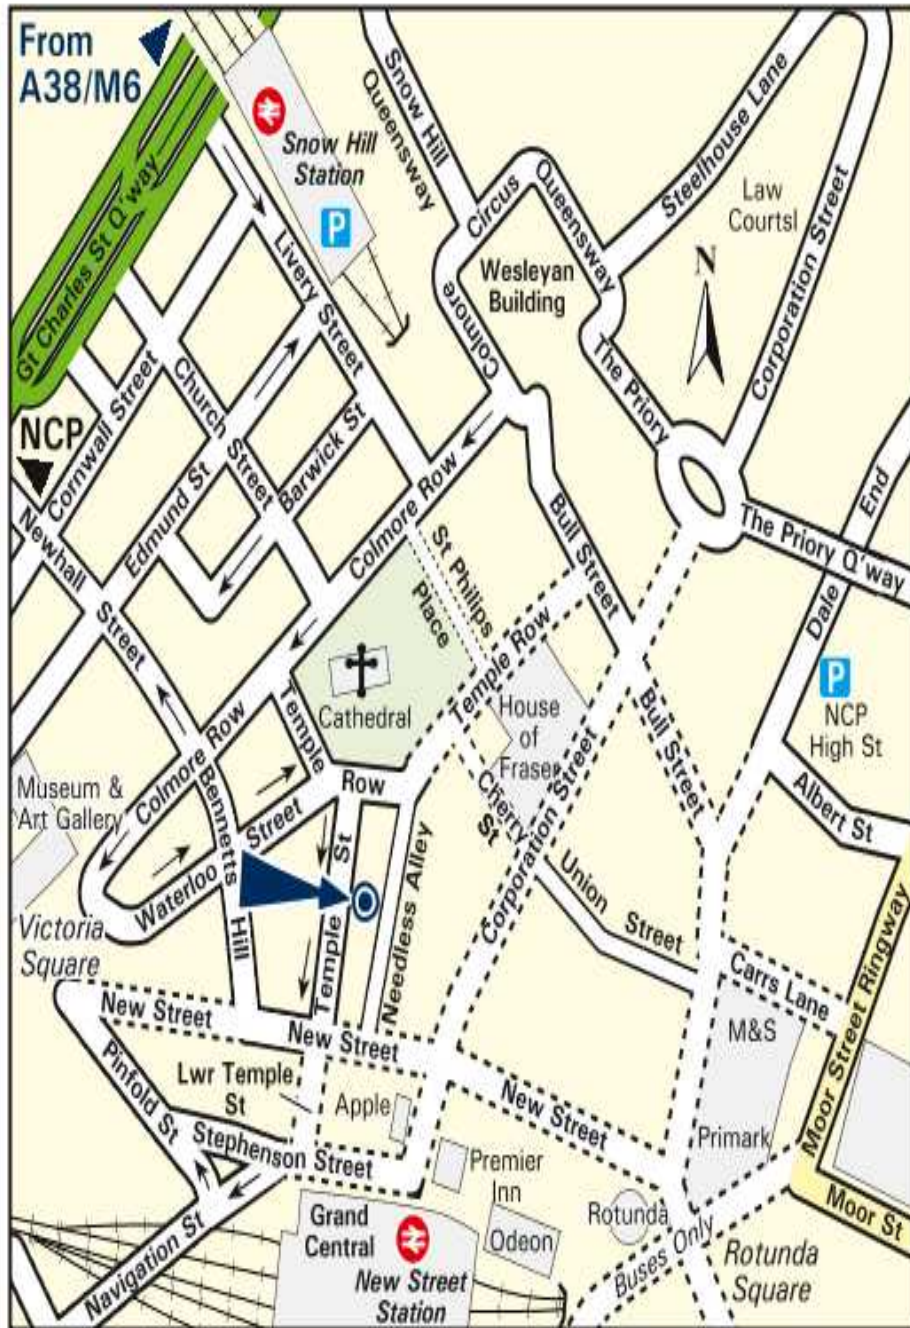 From
A38/M6
Snow Hill
Queensway
Snow Hill
Station
P
Gt Charles St Q'way
Livery Street
Circus
Queensway
Steelhouse Lane
Law
Courtsl
Corporation Street
Wesleyan
Building
N
Colmore
The Priory
NCP
Cornwall Street
Church Street
Barwick St
Edmund St
Colmore Row
Newhall
Street
St Phillips
Place
Bull Street
The Priory Q'way
Dale End
P
NCP
High St
Albert St
Cathedral
Temple Row
House
of
Fraser
Temple
Row
Colmore Row
Museum &
Art Gallery
Bennetts
Hill
Waterloo Street
Temple St
Needless Alley
Cherry
St
Corporation Street
Bull Street
Union Street
Victoria
Square
New Street
New Street
New Street
Carrs Lane
M&S
Moor Street Ringway
Primark
Moor St
Pinfold St
Lwr Temple
St
Apple
Stephenson Street
Premier
Inn
Rotunda
Odeon
Buses Only
Rotunda
Square
Grand
Central
New Street
Station
Navigation St